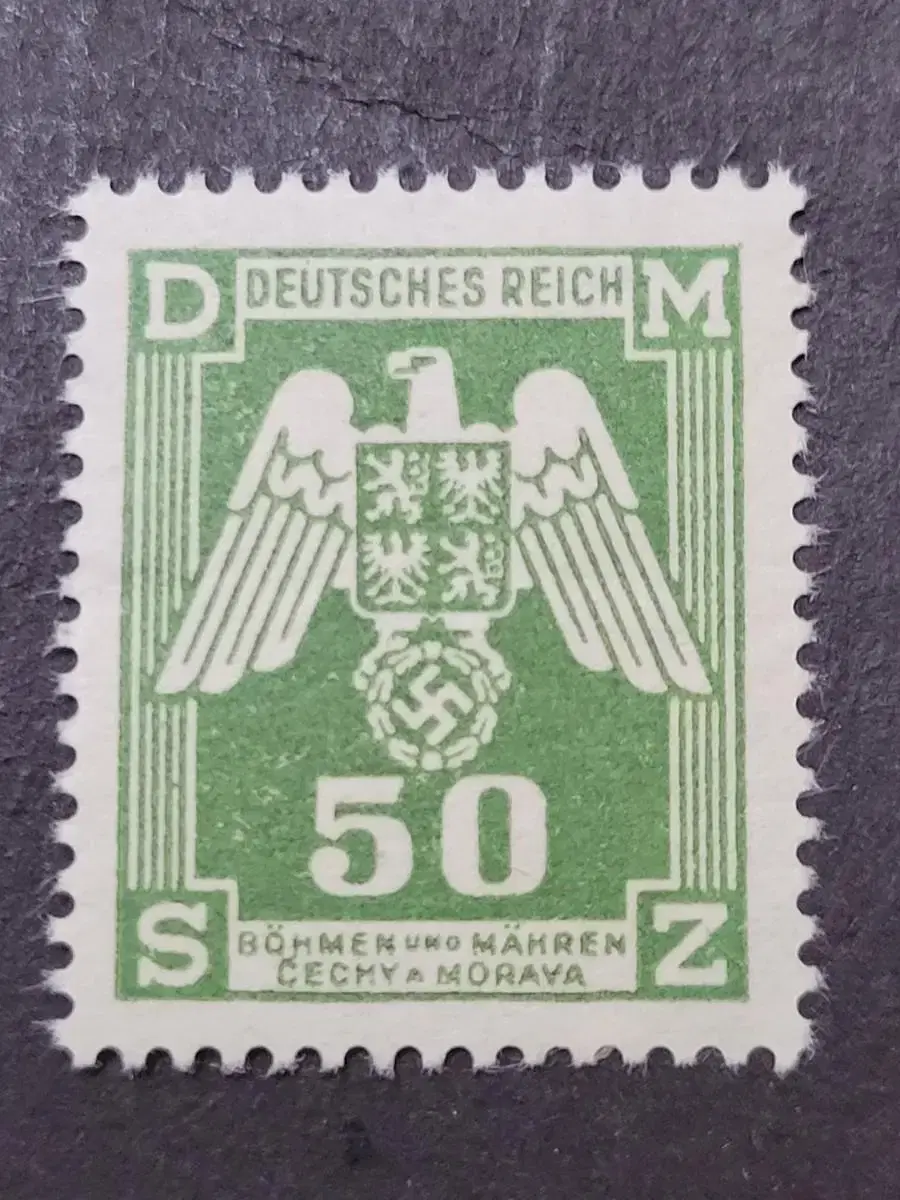 D DEUTSCHES REICH M
50
S BÖHMEN UND MÄHREN Z
ČECHY A MORAVA